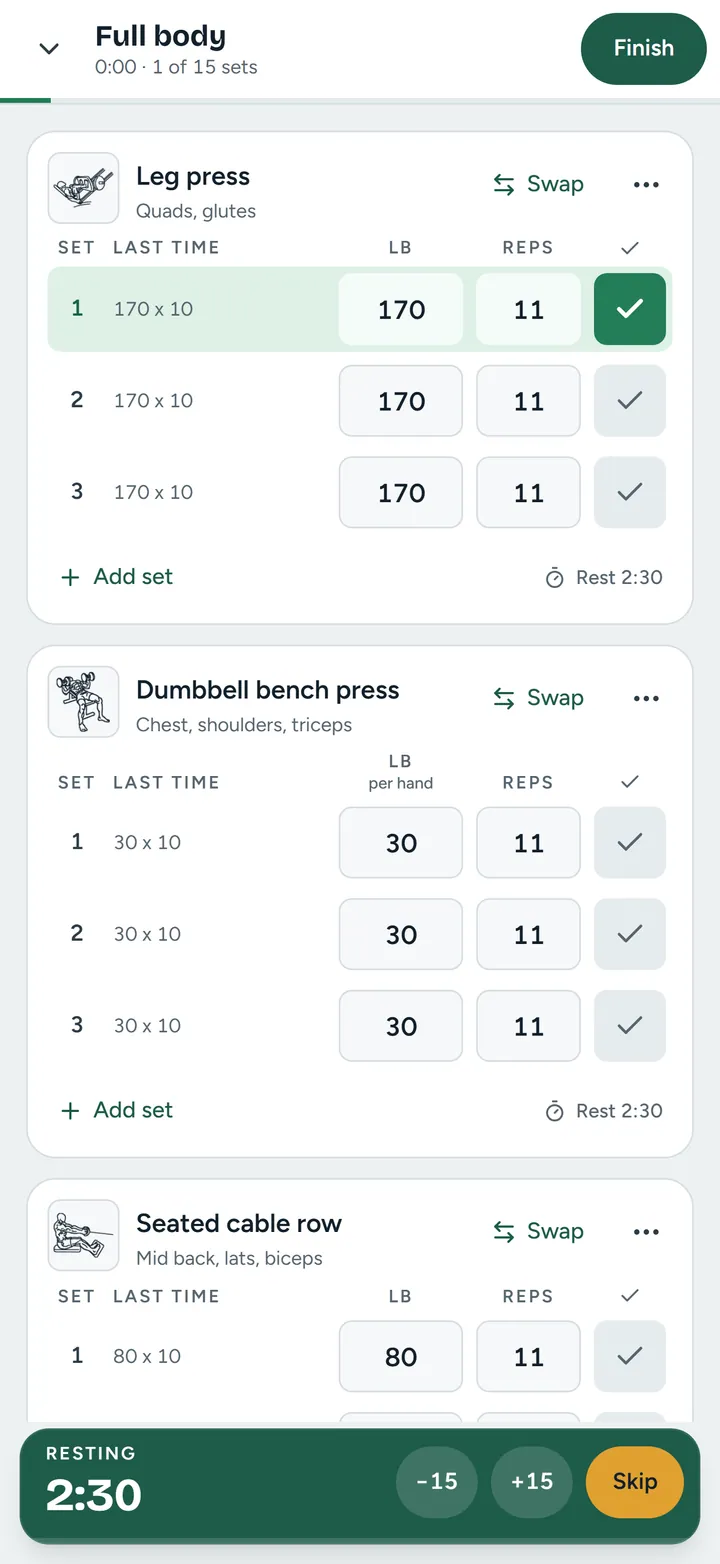 Full body
0:00 · 1 of 15 sets
Finish
Leg press
Quads, glutes
Swap
SET LAST TIME LB REPS
1 170 x 10 170 11
2 170 x 10 170 11
3 170 x 10 170 11
+ Add set
Rest 2:30
Dumbbell bench press
Chest, shoulders, triceps
Swap
SET LAST TIME LB per hand REPS
1 30 x 10 30 11
2 30 x 10 30 11
3 30 x 10 30 11
+ Add set
Rest 2:30
Seated cable row
Mid back, lats, biceps
Swap
SET LAST TIME LB REPS
1 80 x 10 80 11
RESTING
2:30
-15
+15
Skip